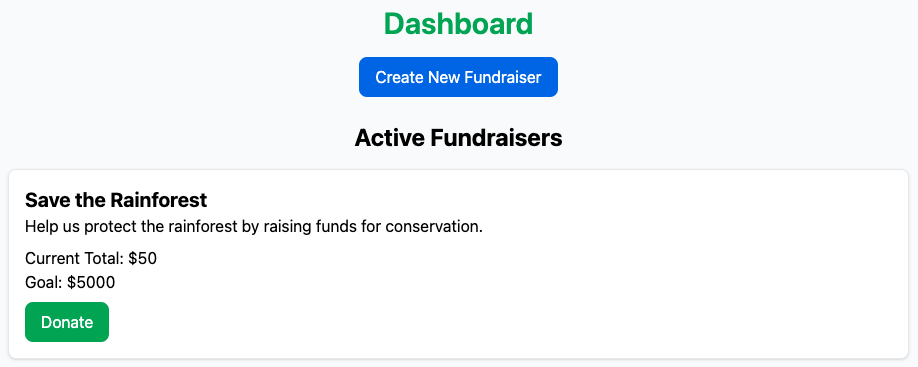 Dashboard
Create New Fundraiser
Active Fundraisers
Save the Rainforest
Help us protect the rainforest by raising funds for conservation.
Current Total: $50
Goal: $5000
Donate